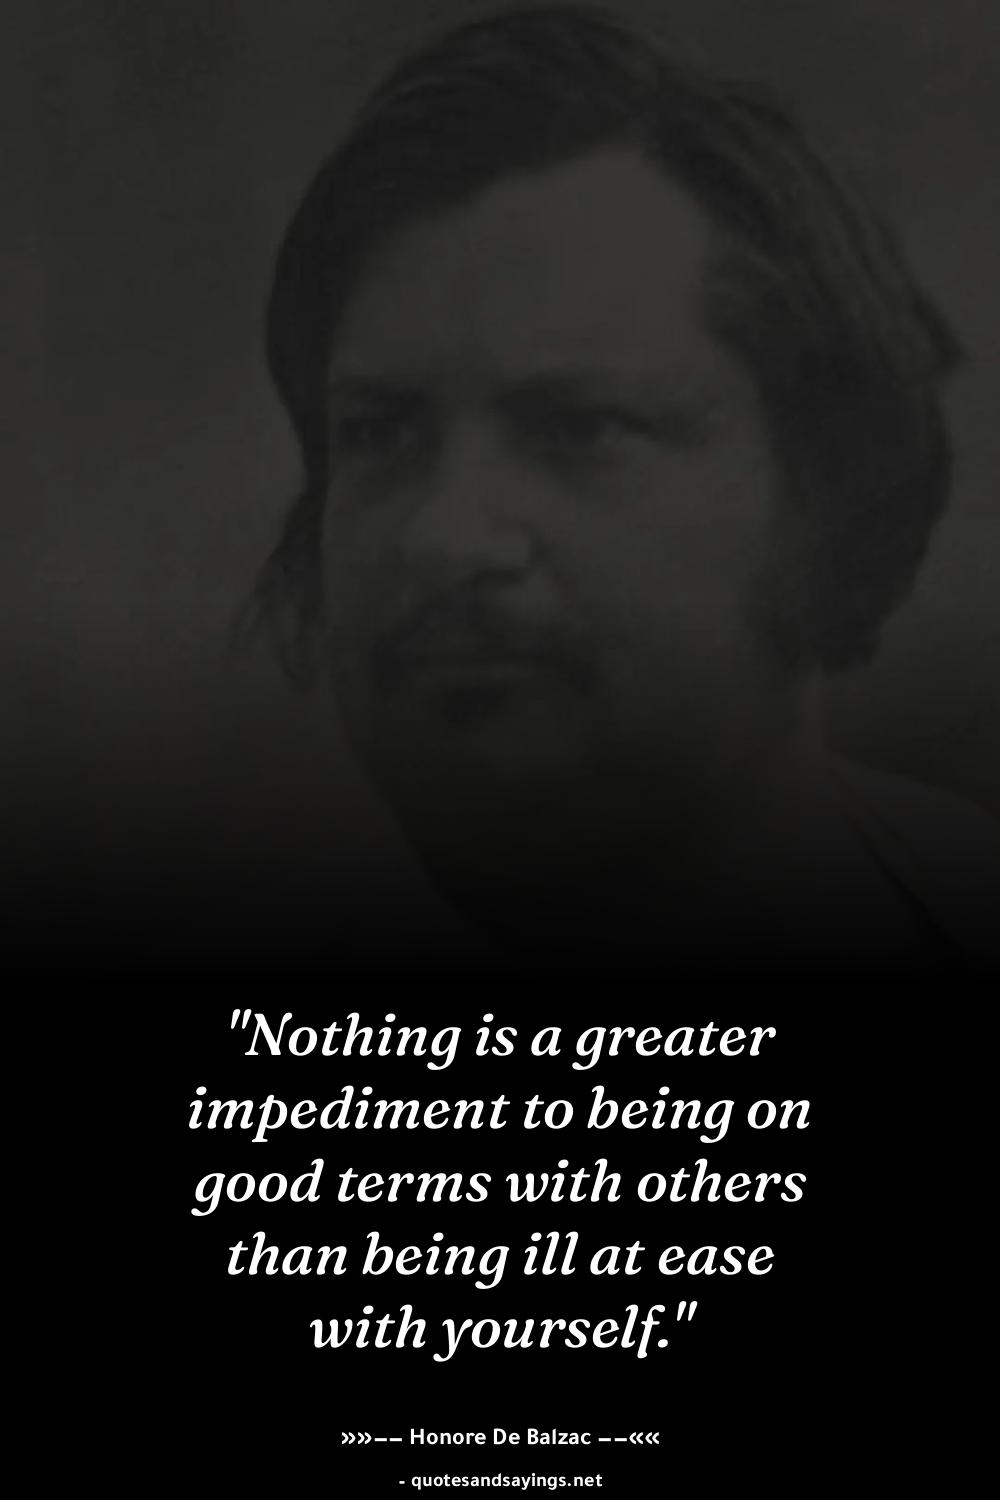 "Nothing is a greater
impediment to being on
good terms with others
than being ill at ease
with yourself."
»»−− Honore De Balzac −−««
- quotesandsayings.net